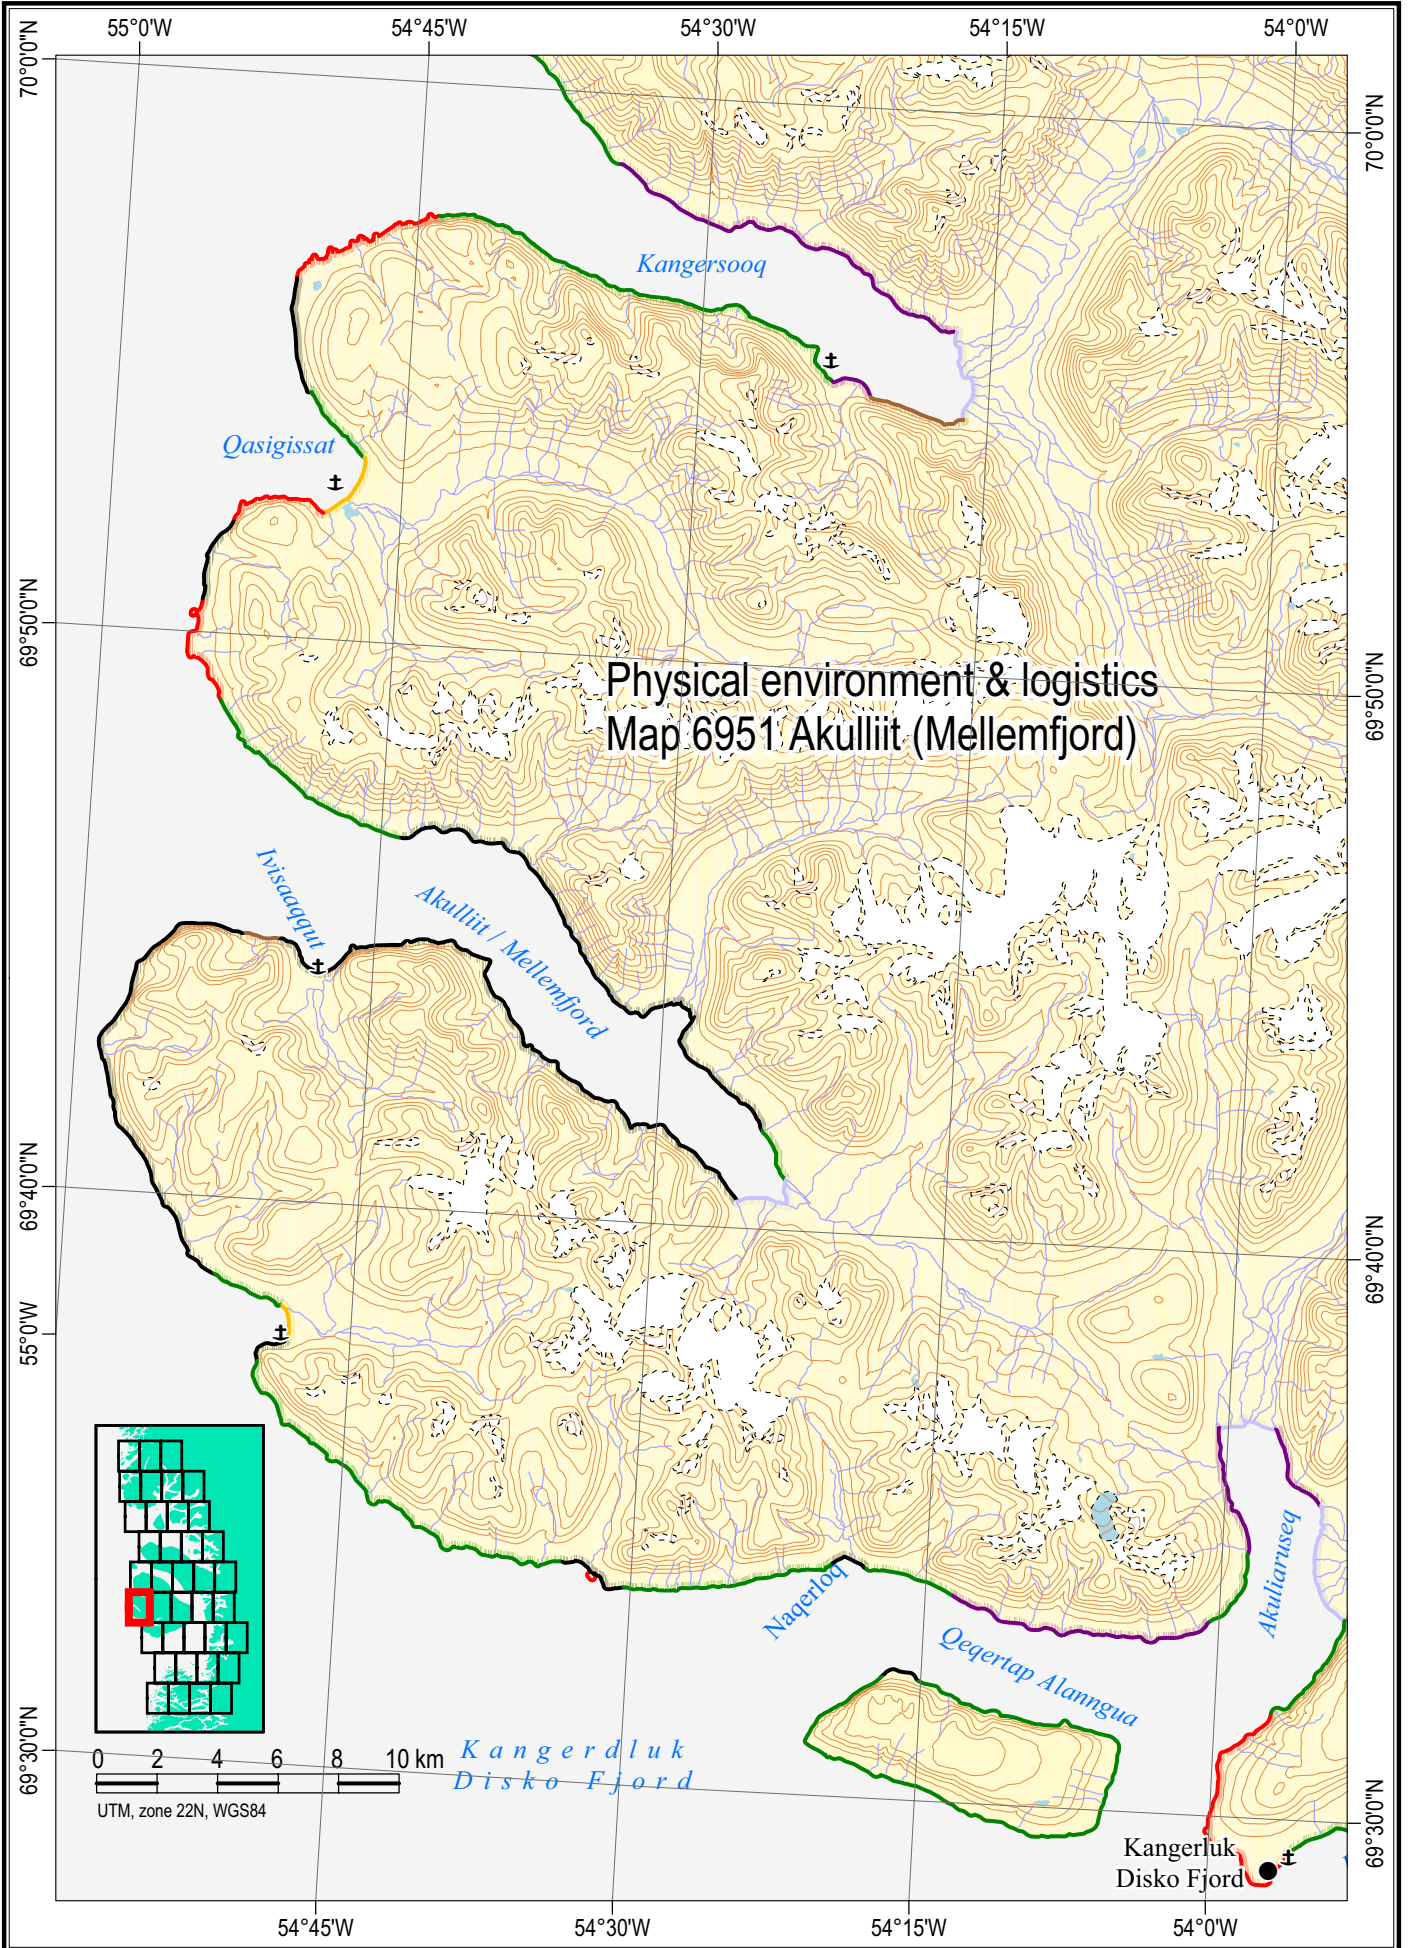 55°0'W
54°45'W
54°30'W
54°15'W
54°0'W
70°0'0"N
70°0'0"N
Kangersooq
Qasigissat
69°50'0"N
69°50'0"N
Physical environment & logistics
Map 6951 Akulliit (Mellemfjord)
Ivisaaqqut
Akulliit / Mellemfjord
69°40'0"N
69°40'0"N
55°0'W
Akuliaruseq
Naqerloq
Qeqertap Alanngua
69°30'0"N
69°30'0"N
0 2 4 6 8 10 km
Kangerdluk
Disko Fjord
UTM, zone 22N, WGS84
Kangerluk
Disko Fjord
54°45'W
54°30'W
54°15'W
54°0'W